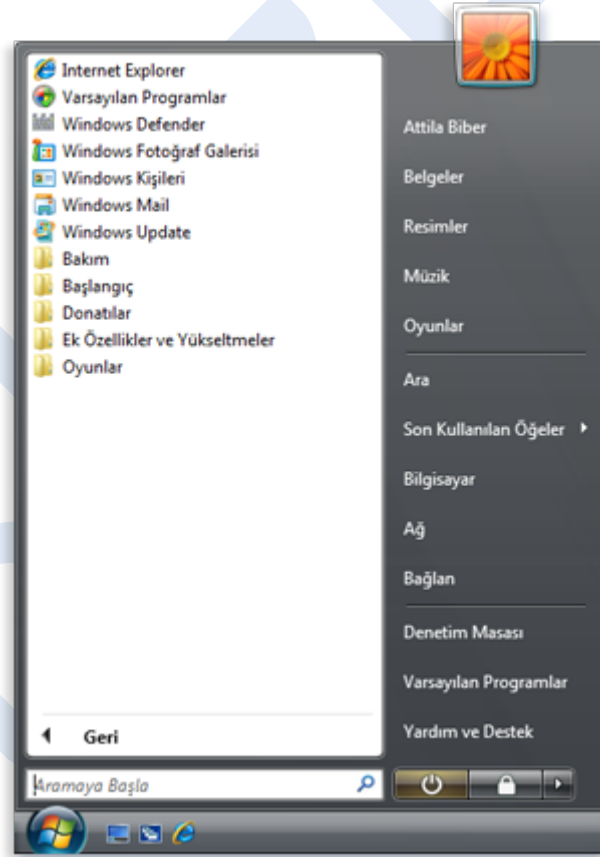 Internet Explorer
Varsayılan Programlar
Windows Defender
Windows Fotoğraf Galerisi
Windows Kişileri
Windows Mail
Windows Update
Bakım
Başlangıç
Donatılar
Ek Özellikler ve Yükseltmeler
Oyunlar
Geri
Aramaya Başla
Attila Biber
Belgeler
Resimler
Müzik
Oyunlar
Ara
Son Kullanılan Öğeler
Bilgisayar
Ağ
Bağlan
Denetim Masası
Varsayılan Programlar
Yardım ve Destek